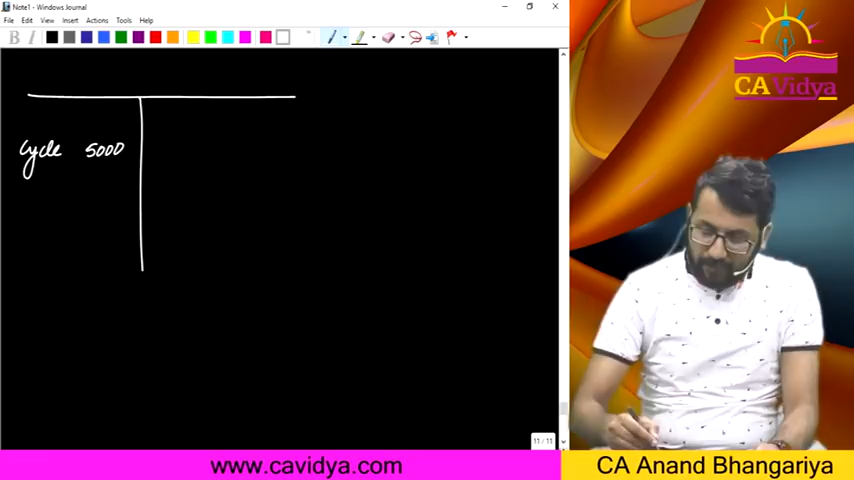 Note1 - Windows Journal
File Edit View Insert Actions Tools Help
B I
Cycle 5000
11 / 11
CA Vidya
www.cavidya.com
CA Anand Bhangariya